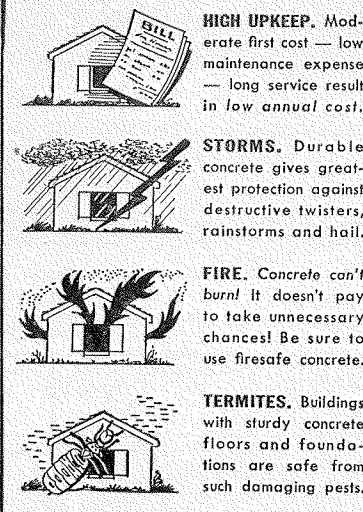 BILL
HIGH UPKEEP. Mod-
erate first cost — low
maintenance expense
— long service result
in low annual cost.
STORMS. Durable
concrete gives great-
est protection against
destructive twisters,
rainstorms and hail.
FIRE. Concrete can't
burn! It doesn't pay
to take unnecessary
chances! Be sure to
use firesafe concrete.
TERMITES. Buildings
with sturdy concrete
floors and founda-
tions are safe from
such damaging pests.